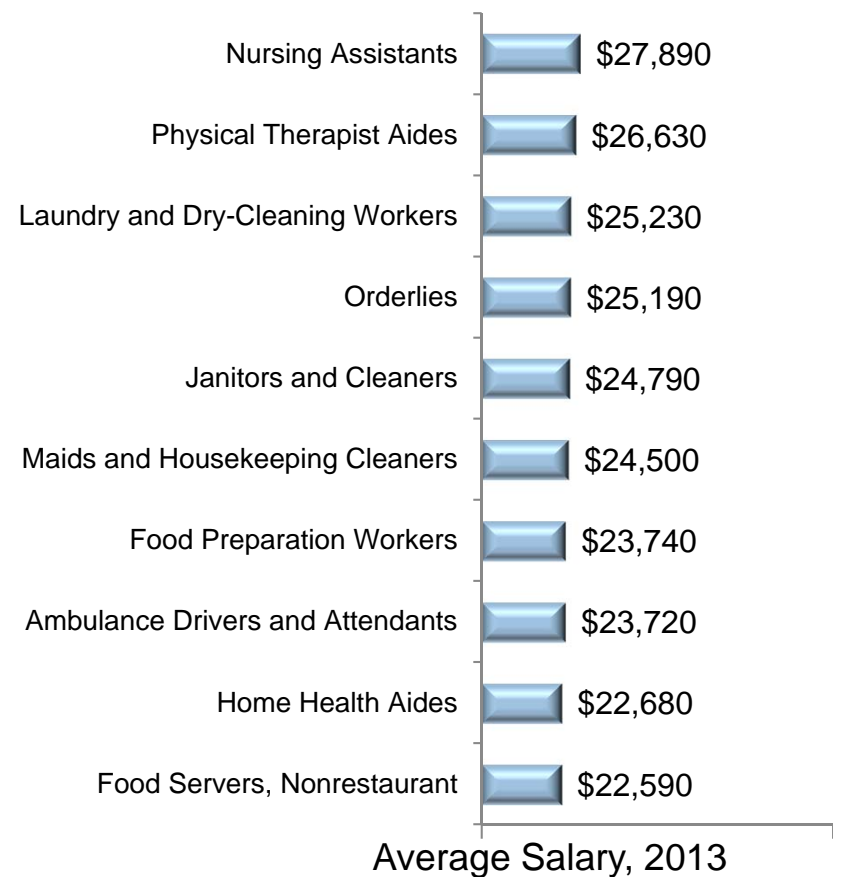 Nursing Assistants $27,890
Physical Therapist Aides $26,630
Laundry and Dry-Cleaning Workers $25,230
Orderlies $25,190
Janitors and Cleaners $24,790
Maids and Housekeeping Cleaners $24,500
Food Preparation Workers $23,740
Ambulance Drivers and Attendants $23,720
Home Health Aides $22,680
Food Servers, Nonrestaurant $22,590
Average Salary, 2013